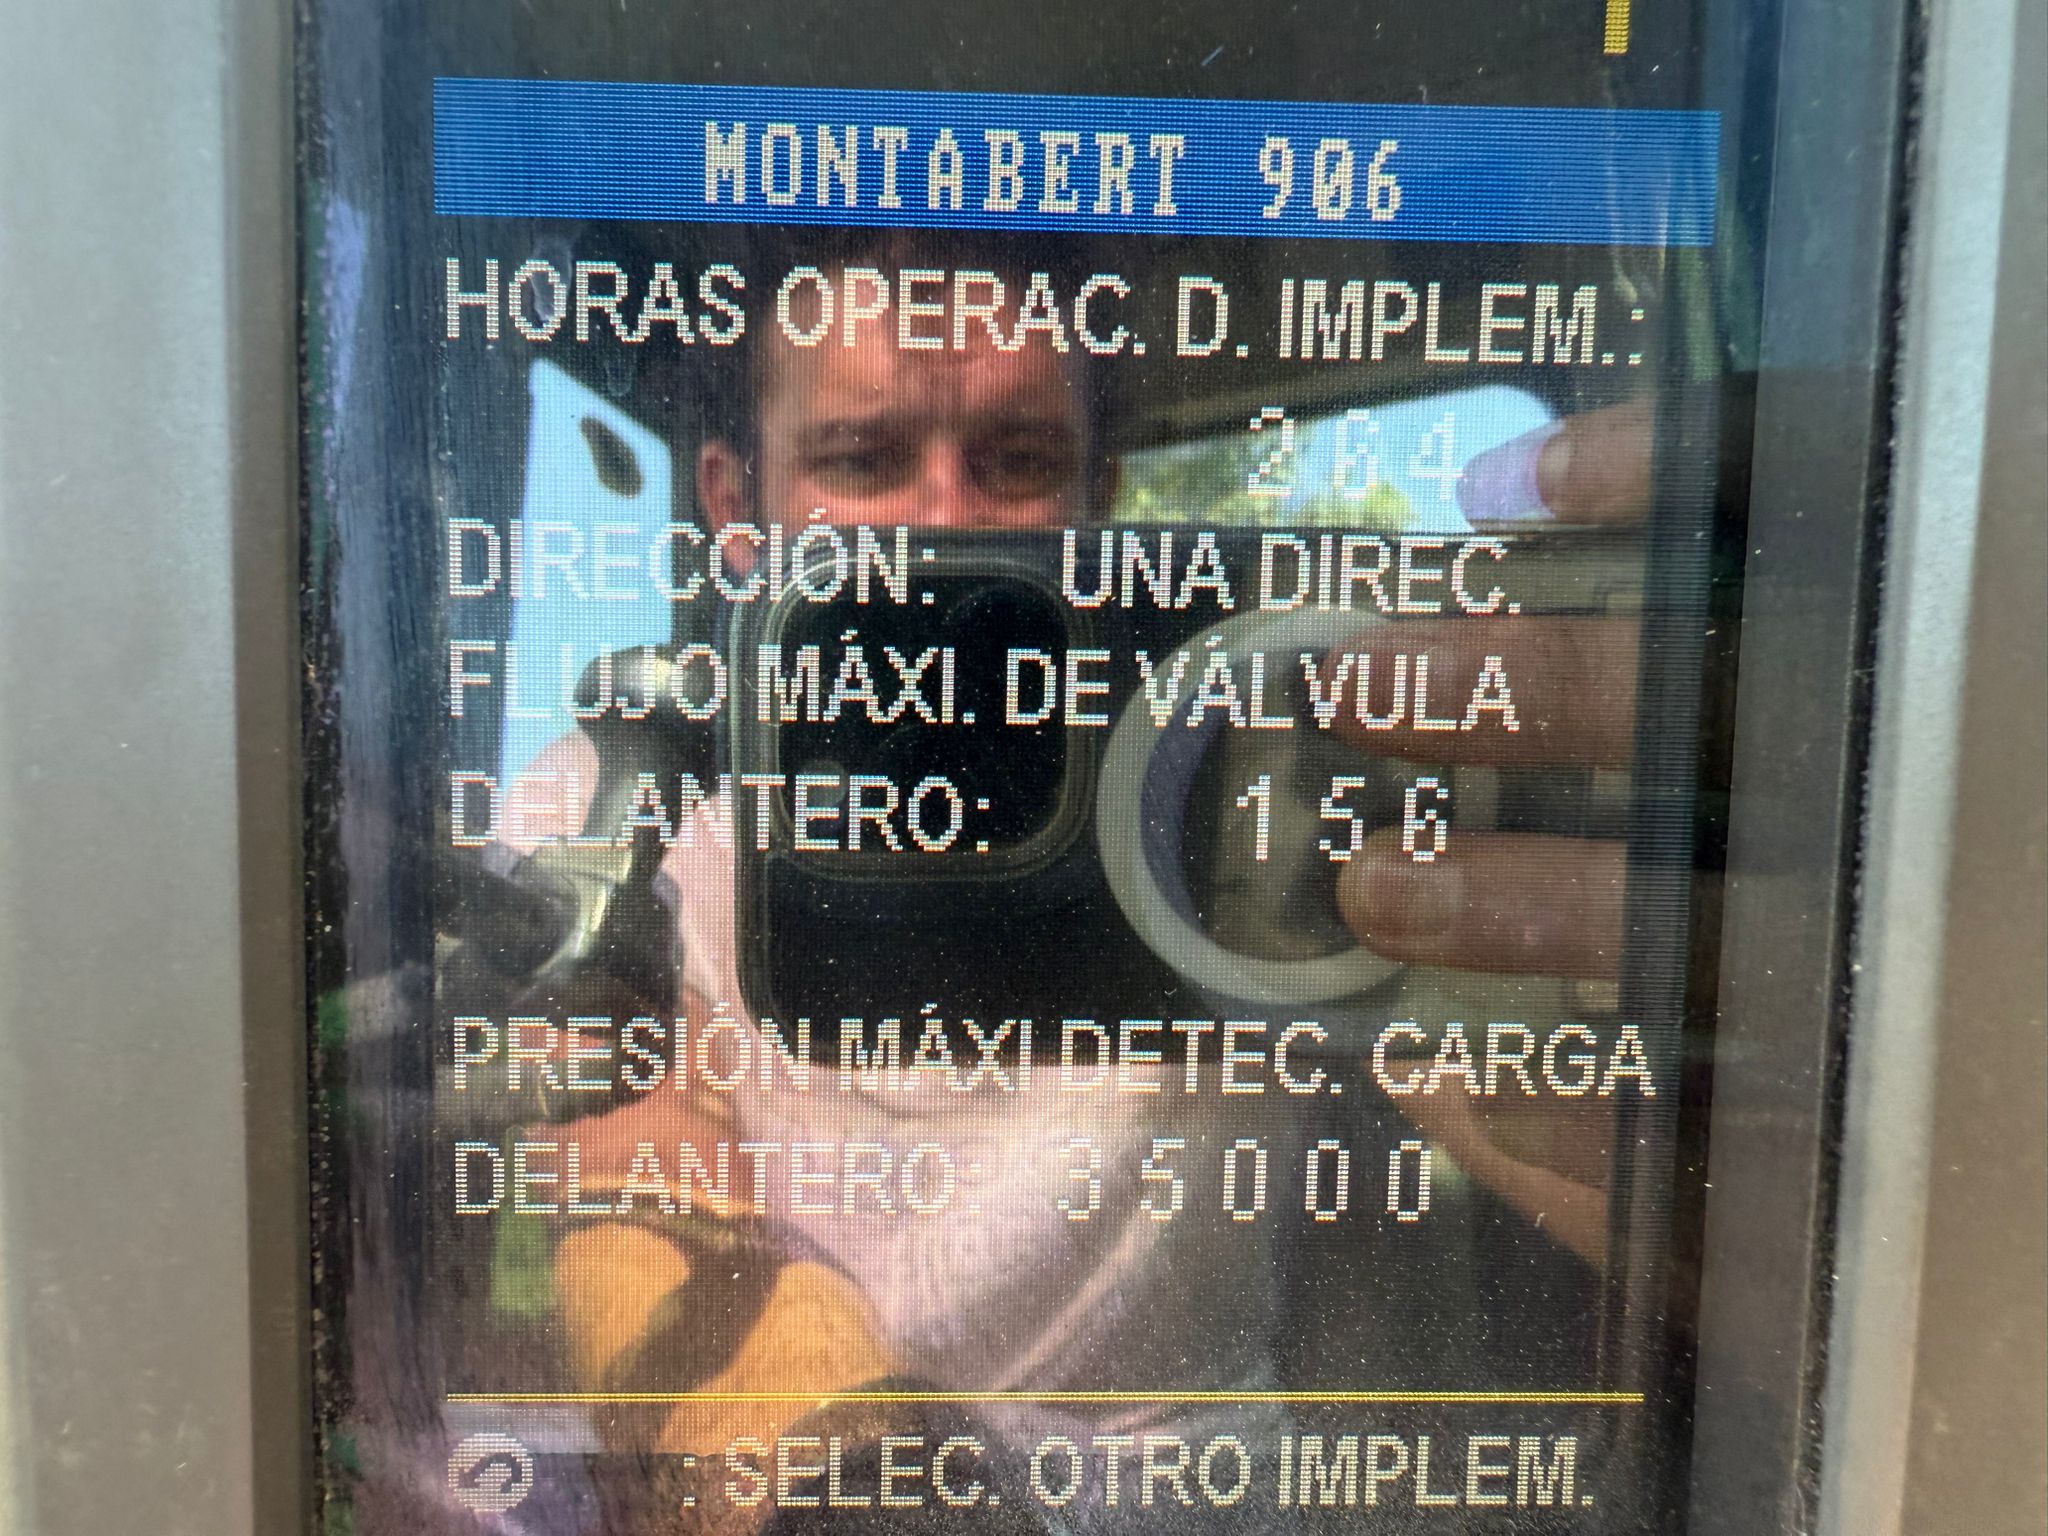 MONTABERT 906
HORAS OPERAC. D. IMPLEM.:
264
DIRECCIÓN: UNA DIREC.
FLUJO MÁXI. DE VÁLVULA
DELANTERO: 156
PRESIÓN MÁXI DETEC. CARGA
DELANTERO: 35000
: SELEC. OTRO IMPLEM.